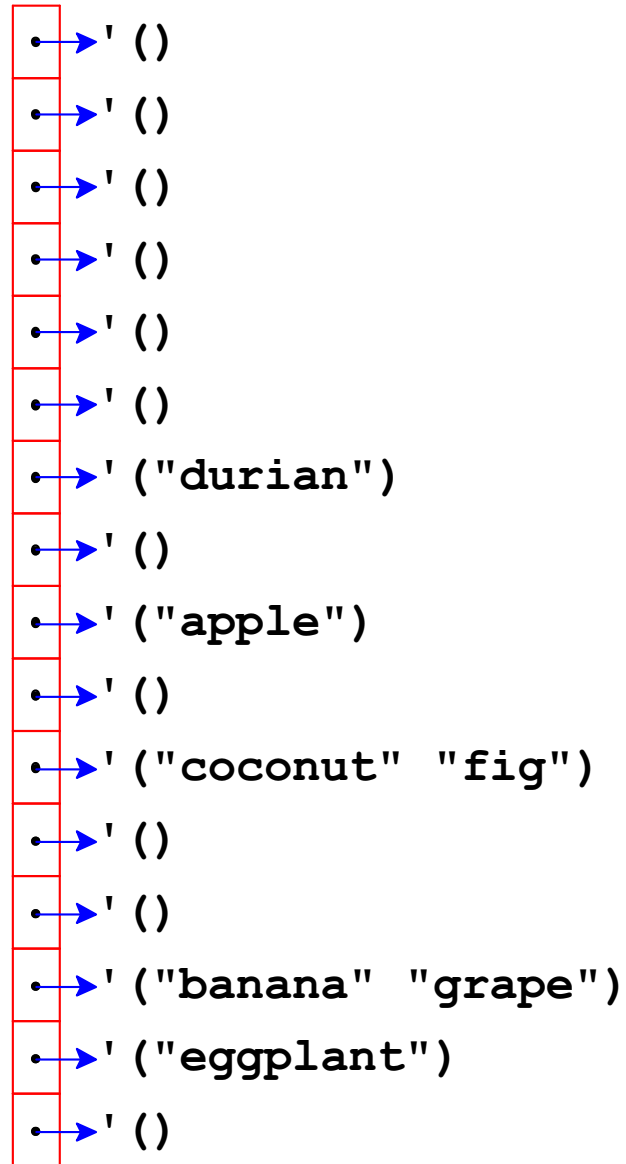 '()
'()
'()
'()
'()
'()
'("durian")
'()
'("apple")
'()
'("coconut" "fig")
'()
'()
'("banana" "grape")
'("eggplant")
'()